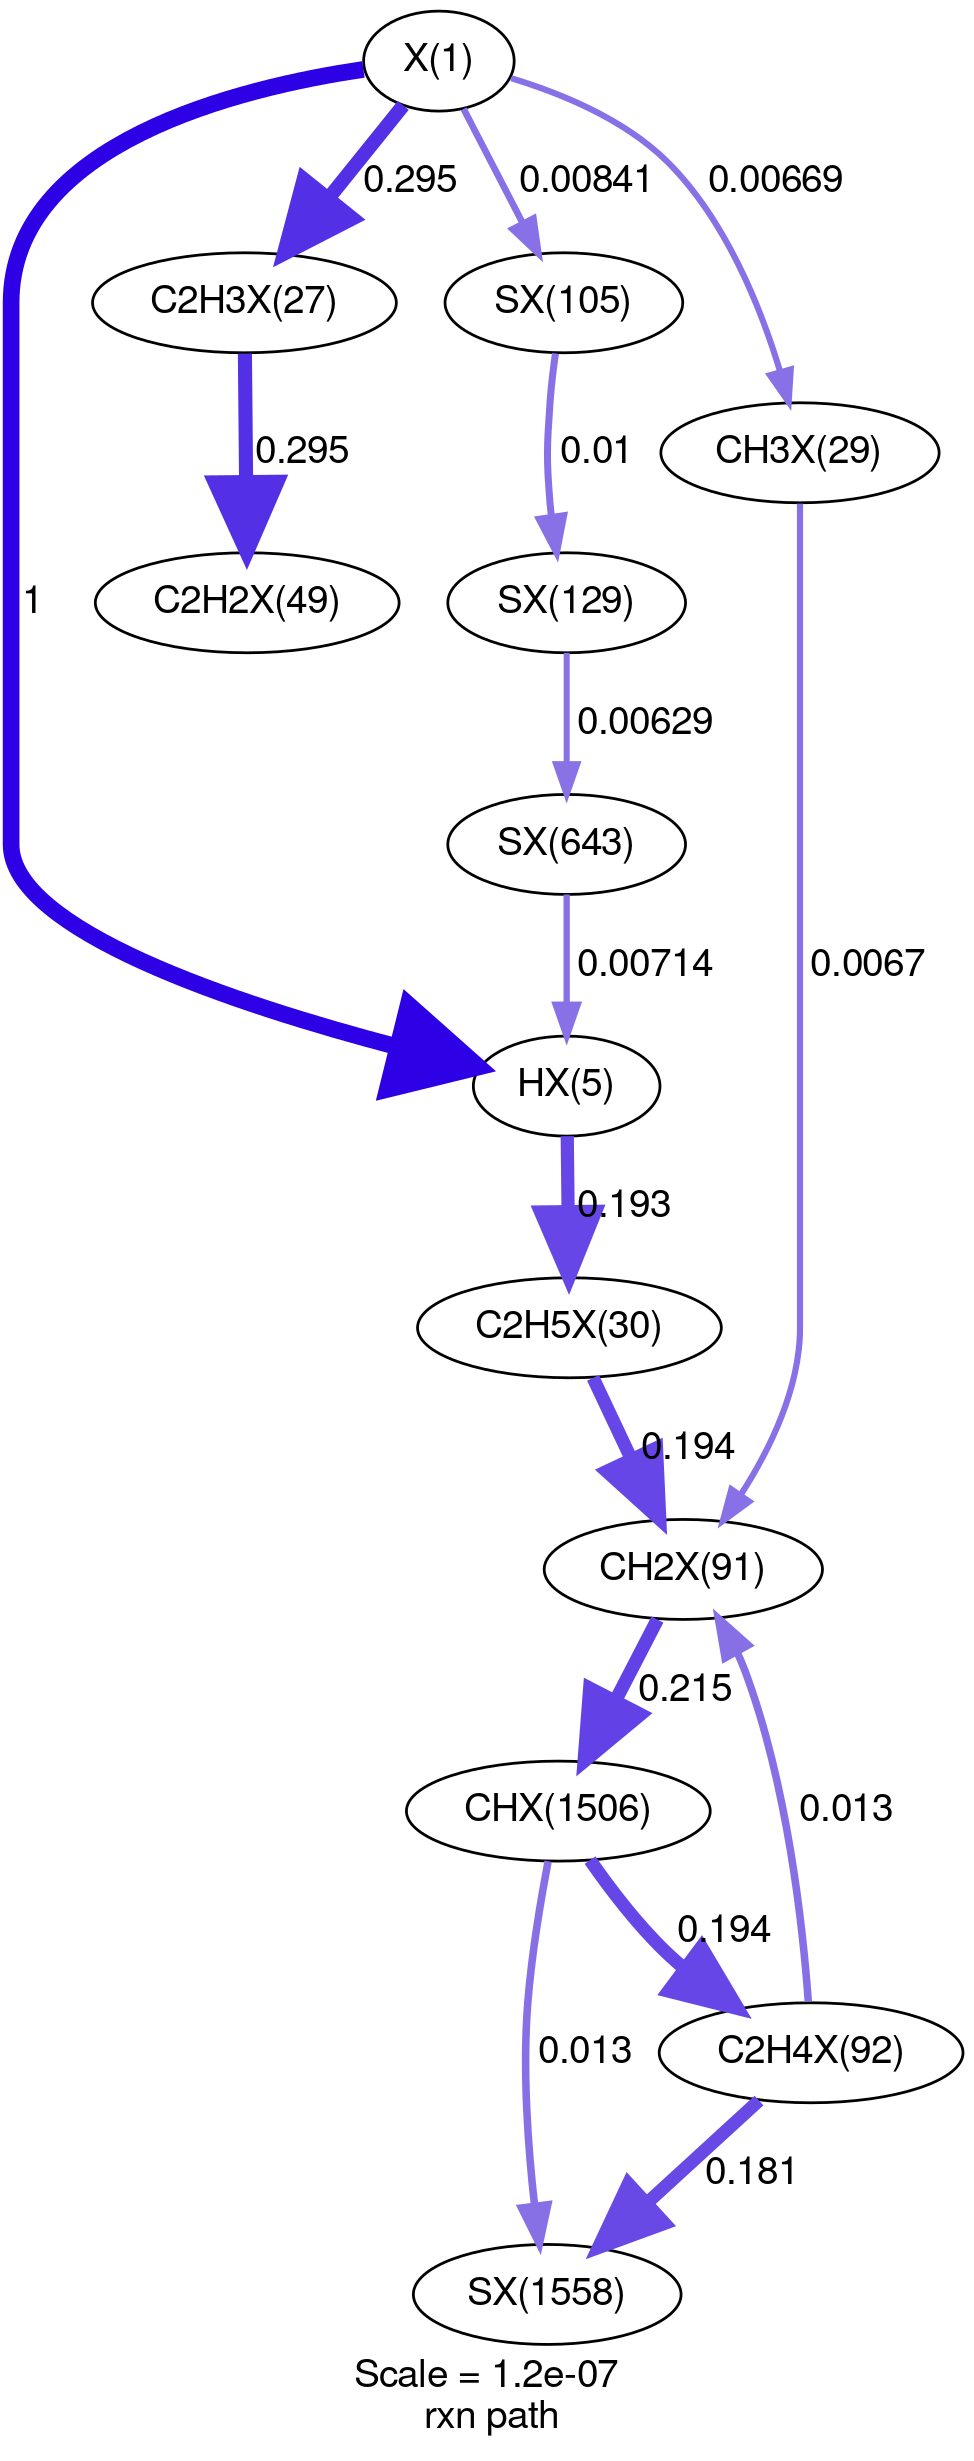 X(1)
0.295
0.00841
0.00669
C2H3X(27)
SX(105)
0.295
0.01
CH3X(29)
1
C2H2X(49)
SX(129)
0.00629
SX(643)
0.00714
0.0067
HX(5)
0.193
C2H5X(30)
0.194
CH2X(91)
0.215
CHX(1506)
0.013
0.194
0.013
C2H4X(92)
0.181
SX(1558)
Scale = 1.2e-07
rxn path